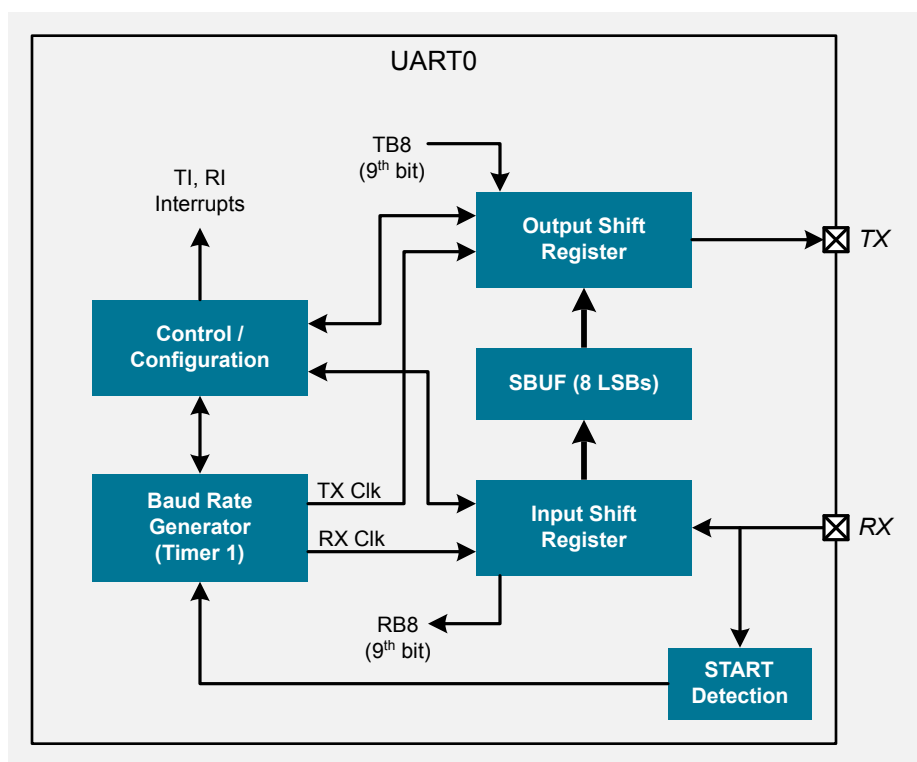 UART0
TB8
(9th bit)
TI, RI
Interrupts
Output Shift
Register
TX
Control /
Configuration
SBUF (8 LSBs)
Baud Rate
Generator
(Timer 1)
TX Clk
RX Clk
Input Shift
Register
RX
RB8
(9th bit)
START
Detection